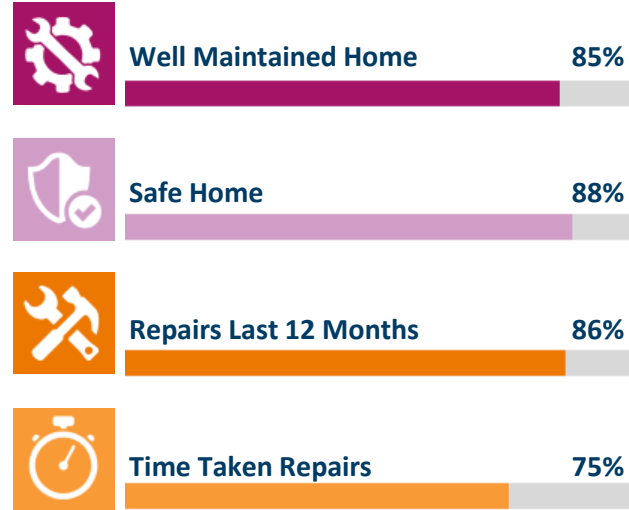 Well Maintained Home 85%
Safe Home 88%
Repairs Last 12 Months 86%
Time Taken Repairs 75%